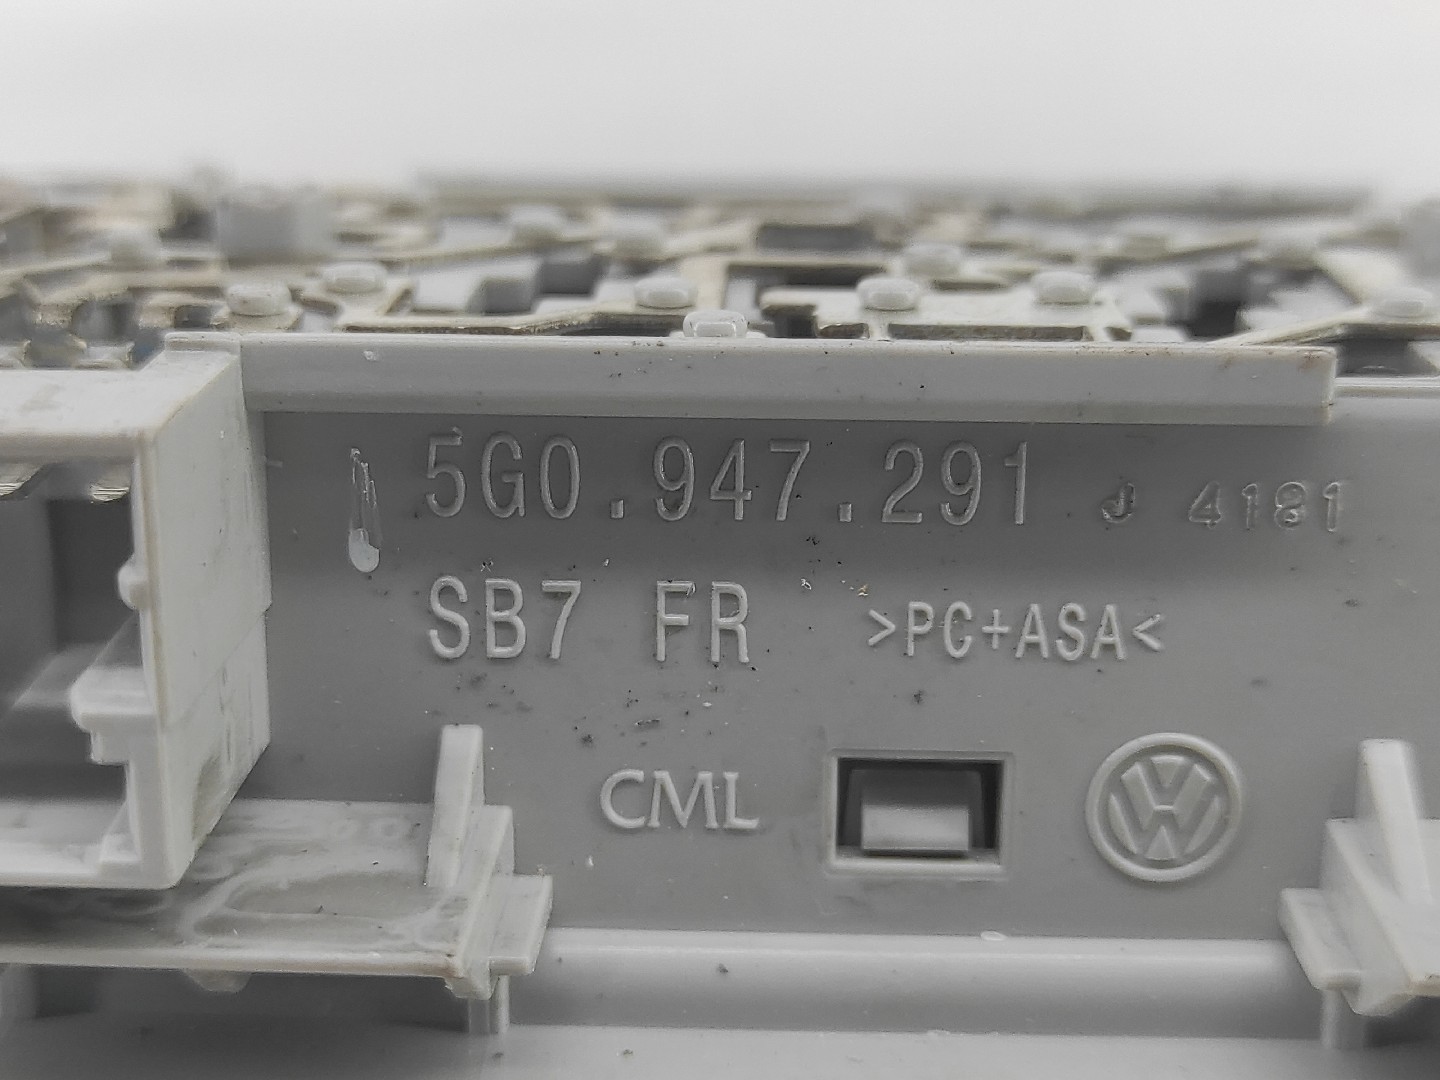 5G0.947.291 J 4181
SB7 FR >PC+ASA<
CML